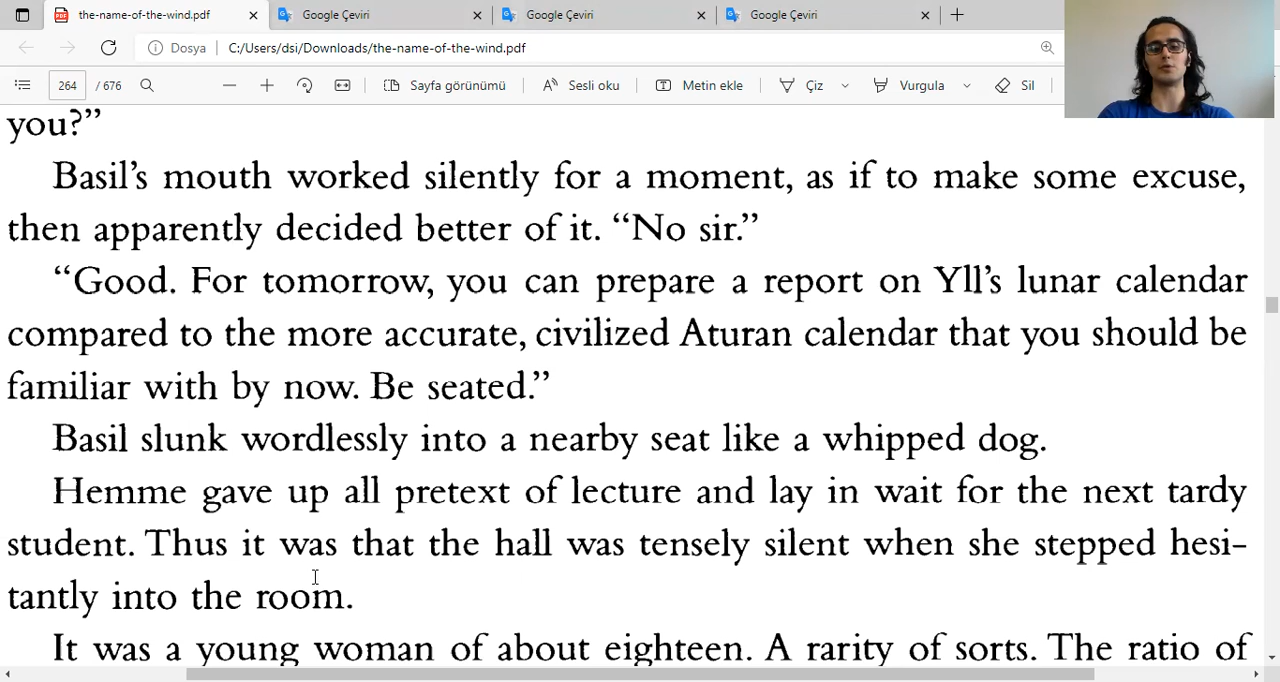 the-name-of-the-wind.pdf
Google Çeviri
Google Çeviri
Google Çeviri
Dosya
C:/Users/dsi/Downloads/the-name-of-the-wind.pdf
264 / 676
Sayfa görünümü
Sesli oku
Metin ekle
Çiz
Vurgula
Sil
you?”
Basil’s mouth worked silently for a moment, as if to make some excuse,
then apparently decided better of it. “No sir.”
“Good. For tomorrow, you can prepare a report on Yll’s lunar calendar
compared to the more accurate, civilized Aturan calendar that you should be
familiar with by now. Be seated.”
Basil slunk wordlessly into a nearby seat like a whipped dog.
Hemme gave up all pretext of lecture and lay in wait for the next tardy
student. Thus it was that the hall was tensely silent when she stepped hesi-
tantly into the room.
It was a young woman of about eighteen. A rarity of sorts. The ratio of